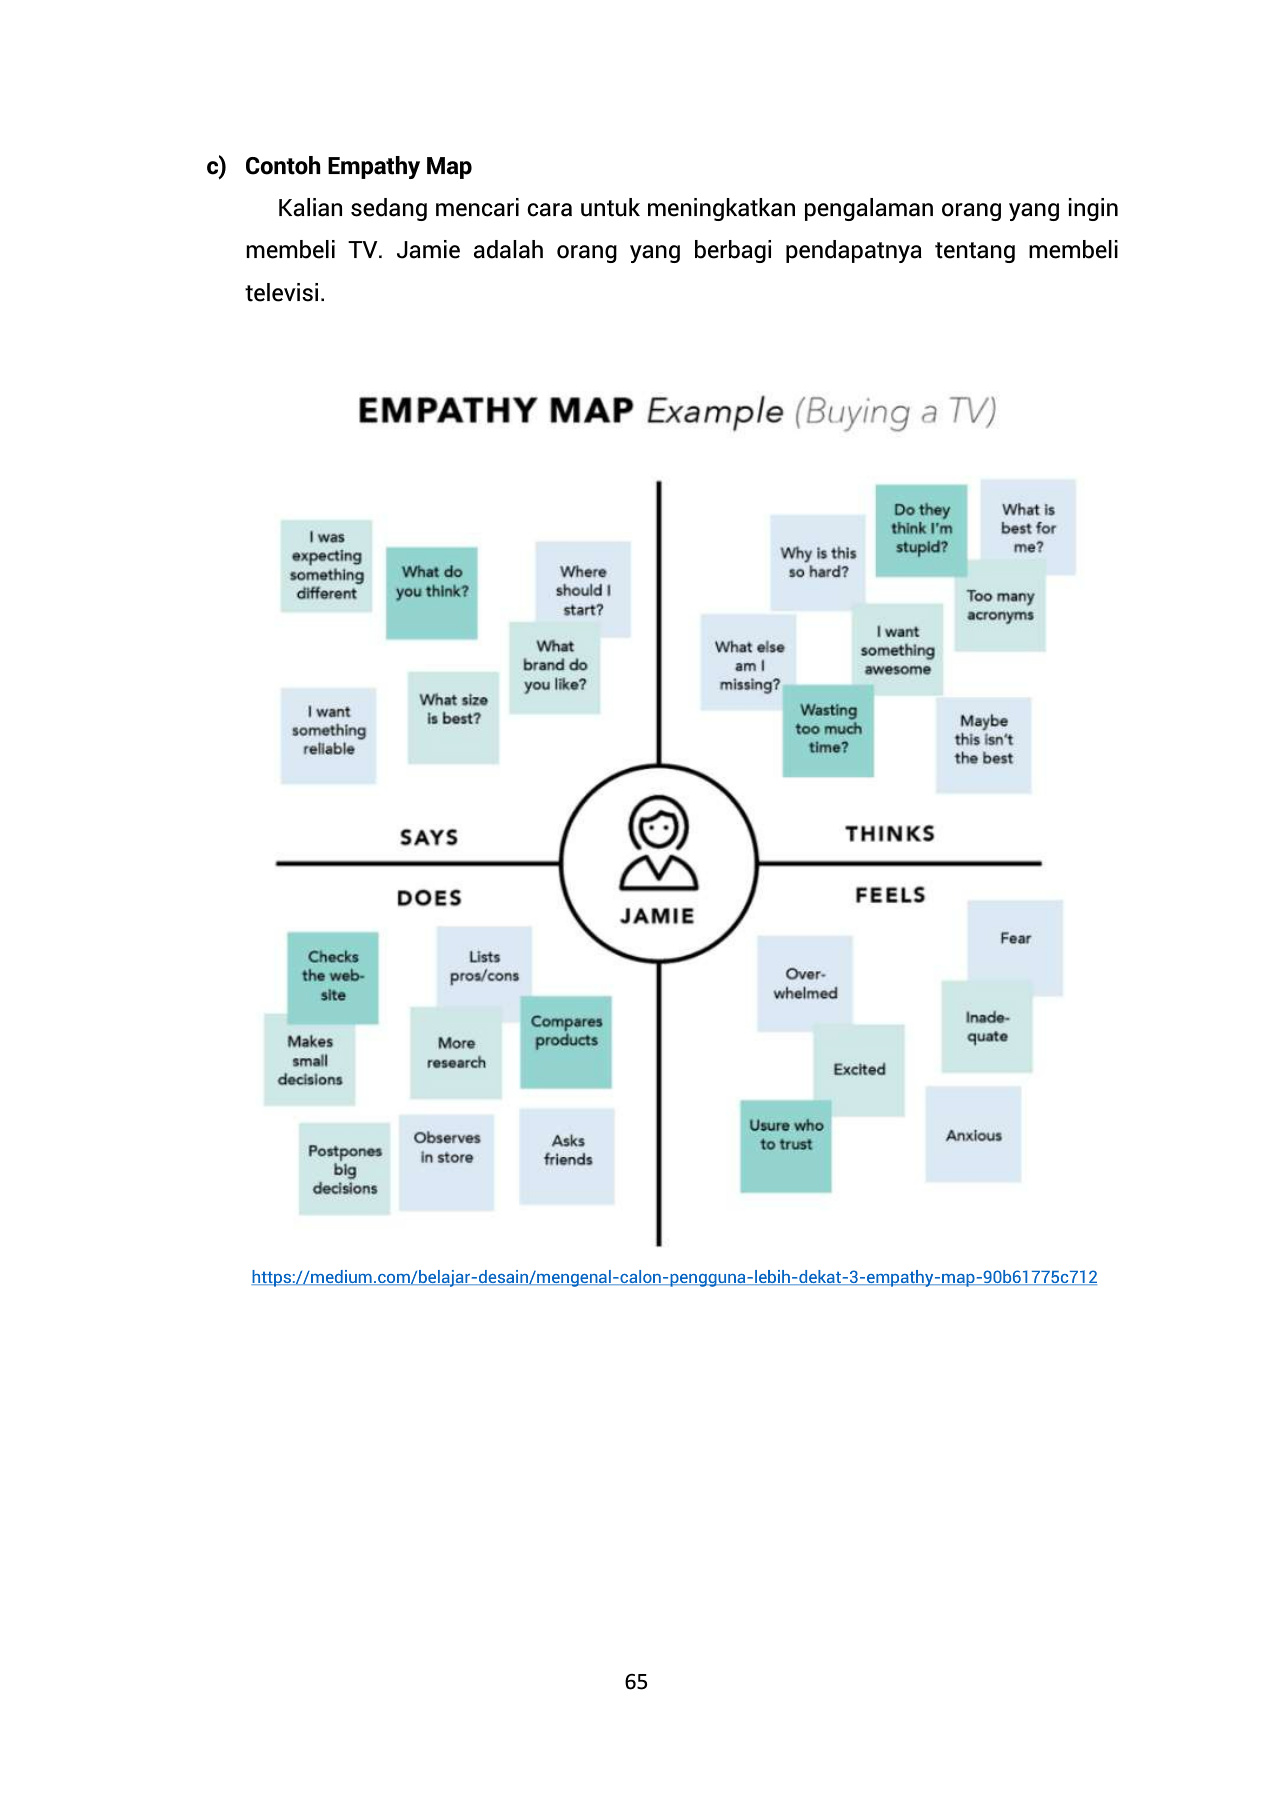 c) Contoh Empathy Map
Kalian sedang mencari cara untuk meningkatkan pengalaman orang yang ingin
membeli TV. Jamie adalah orang yang berbagi pendapatnya tentang membeli
televisi.
EMPATHY MAP Example (Buying a TV)
I was
expecting
something
different
What do
you think?
Where
should I
start?
What
brand do
you like?
What size
is best?
I want
something
reliable
SAYS
Why is this
so hard?
Do they
think I'm
stupid?
What is
best for
me?
Too many
acronyms
I want
something
awesome
What else
am I
missing?
Wasting
too much
time?
Maybe
this isn't
the best
THINKS
JAMIE
DOES
Checks
the web-
site
Lists
pros/cons
Compares
products
Makes
small
decisions
More
research
Postpones
big
decisions
Observes
in store
Asks
friends
FEELS
Fear
Over-
whelmed
Inade-
quate
Excited
Usure who
to trust
Anxious
https://medium.com/belajar-desain/mengenal-calon-pengguna-lebih-dekat-3-empathy-map-90b61775c712
65